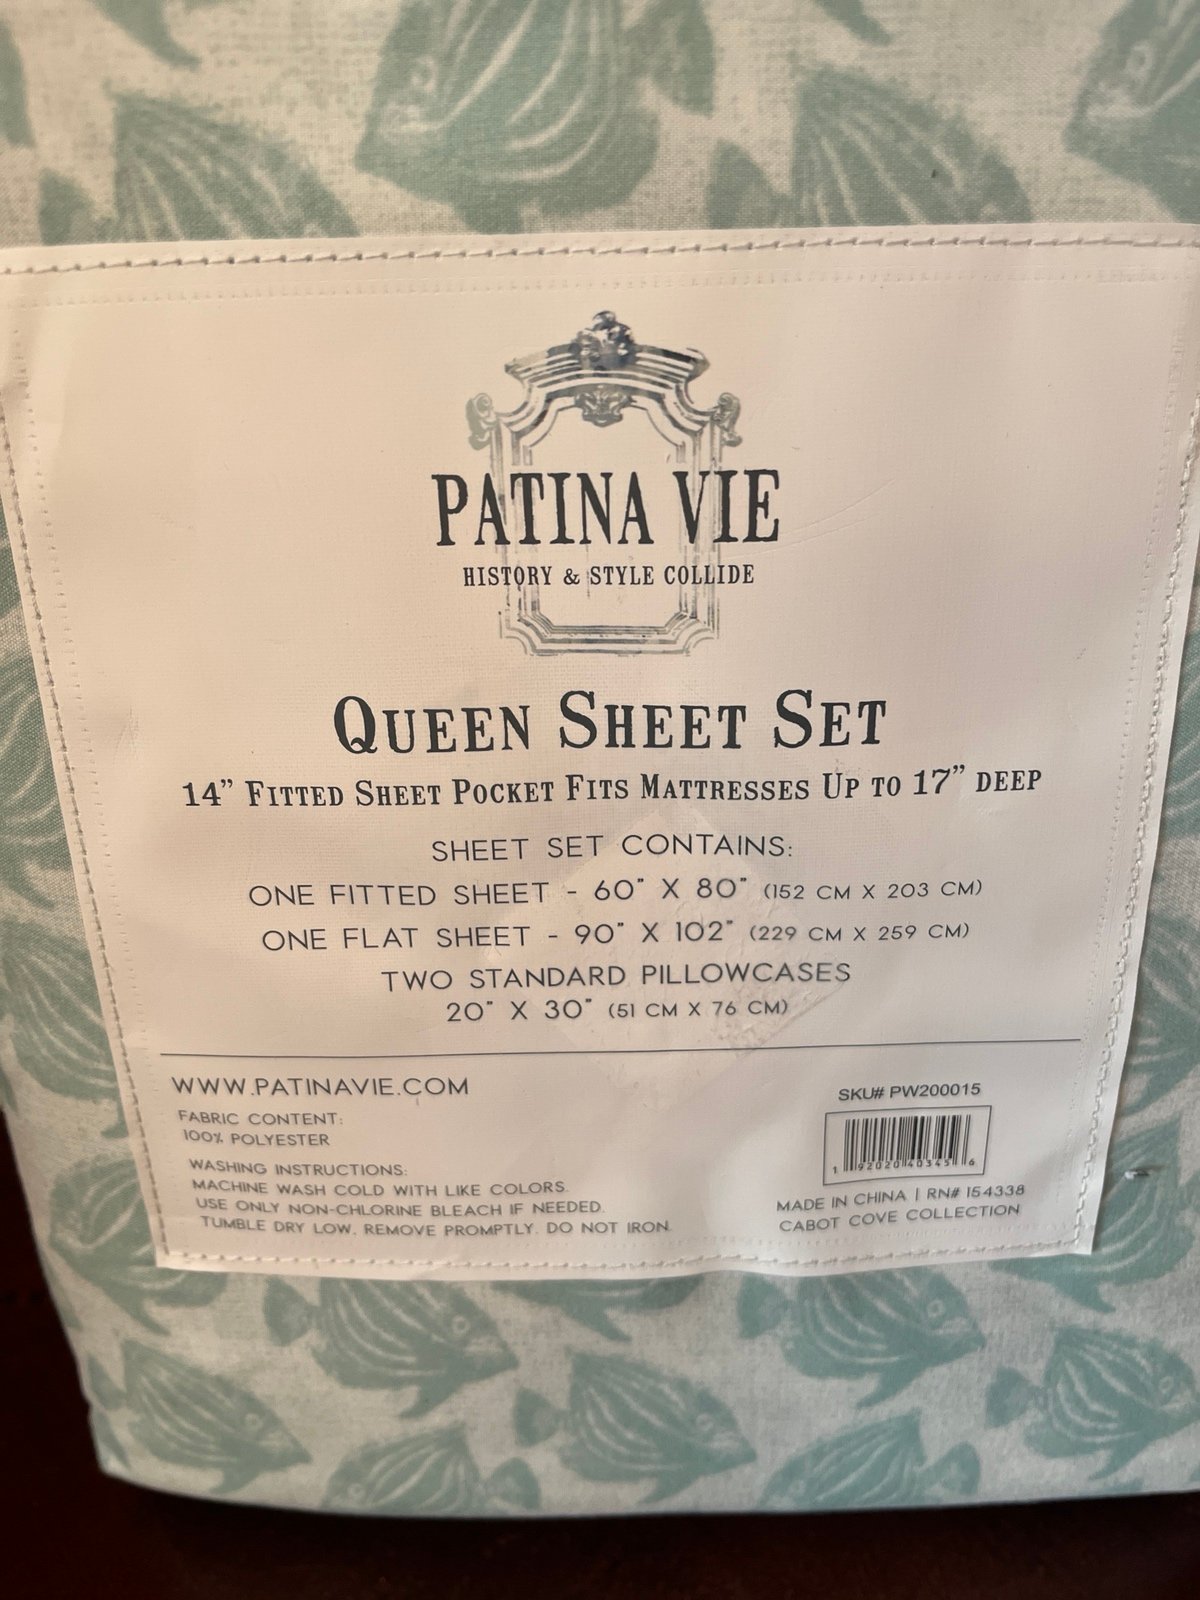 PATINA VIE
HISTORY & STYLE COLLIDE
QUEEN SHEET SET
14” FITTED SHEET POCKET FITS MATTRESSES UP TO 17” DEEP
SHEET SET CONTAINS:
ONE FITTED SHEET - 60" X 80" (152 CM X 203 CM)
ONE FLAT SHEET - 90" X 102" (229 CM X 259 CM)
TWO STANDARD PILLOWCASES
20" X 30" (51 CM X 76 CM)
WWW.PATINAVIE.COM
FABRIC CONTENT:
100% POLYESTER
WASHING INSTRUCTIONS:
MACHINE WASH COLD WITH LIKE COLORS.
USE ONLY NON-CHLORINE BLEACH IF NEEDED.
TUMBLE DRY LOW. REMOVE PROMPTLY. DO NOT IRON.
SKU# PW200015
1 92020 40345 6
MADE IN CHINA | RN# 154338
CABOT COVE COLLECTION